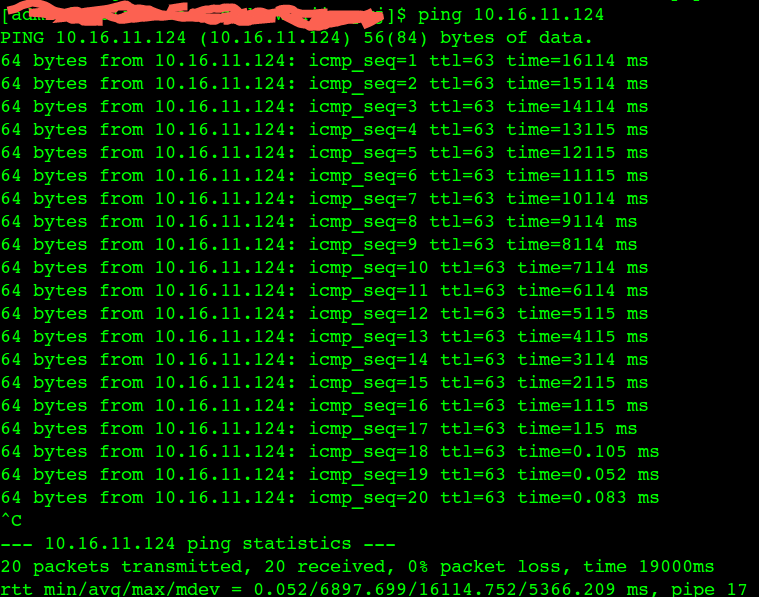 ]$ ping 10.16.11.124
PING 10.16.11.124 (10.16.11.124) 56(84) bytes of data.
64 bytes from 10.16.11.124: icmp_seq=1 ttl=63 time=16114 ms
64 bytes from 10.16.11.124: icmp_seq=2 ttl=63 time=15114 ms
64 bytes from 10.16.11.124: icmp_seq=3 ttl=63 time=14114 ms
64 bytes from 10.16.11.124: icmp_seq=4 ttl=63 time=13115 ms
64 bytes from 10.16.11.124: icmp_seq=5 ttl=63 time=12115 ms
64 bytes from 10.16.11.124: icmp_seq=6 ttl=63 time=11115 ms
64 bytes from 10.16.11.124: icmp_seq=7 ttl=63 time=10114 ms
64 bytes from 10.16.11.124: icmp_seq=8 ttl=63 time=9114 ms
64 bytes from 10.16.11.124: icmp_seq=9 ttl=63 time=8114 ms
64 bytes from 10.16.11.124: icmp_seq=10 ttl=63 time=7114 ms
64 bytes from 10.16.11.124: icmp_seq=11 ttl=63 time=6114 ms
64 bytes from 10.16.11.124: icmp_seq=12 ttl=63 time=5115 ms
64 bytes from 10.16.11.124: icmp_seq=13 ttl=63 time=4115 ms
64 bytes from 10.16.11.124: icmp_seq=14 ttl=63 time=3114 ms
64 bytes from 10.16.11.124: icmp_seq=15 ttl=63 time=2115 ms
64 bytes from 10.16.11.124: icmp_seq=16 ttl=63 time=1115 ms
64 bytes from 10.16.11.124: icmp_seq=17 ttl=63 time=115 ms
64 bytes from 10.16.11.124: icmp_seq=18 ttl=63 time=0.105 ms
64 bytes from 10.16.11.124: icmp_seq=19 ttl=63 time=0.052 ms
64 bytes from 10.16.11.124: icmp_seq=20 ttl=63 time=0.083 ms
^C
--- 10.16.11.124 ping statistics ---
20 packets transmitted, 20 received, 0% packet loss, time 19000ms
rtt min/avg/max/mdev = 0.052/6897.699/16114.752/5366.209 ms, pipe 17